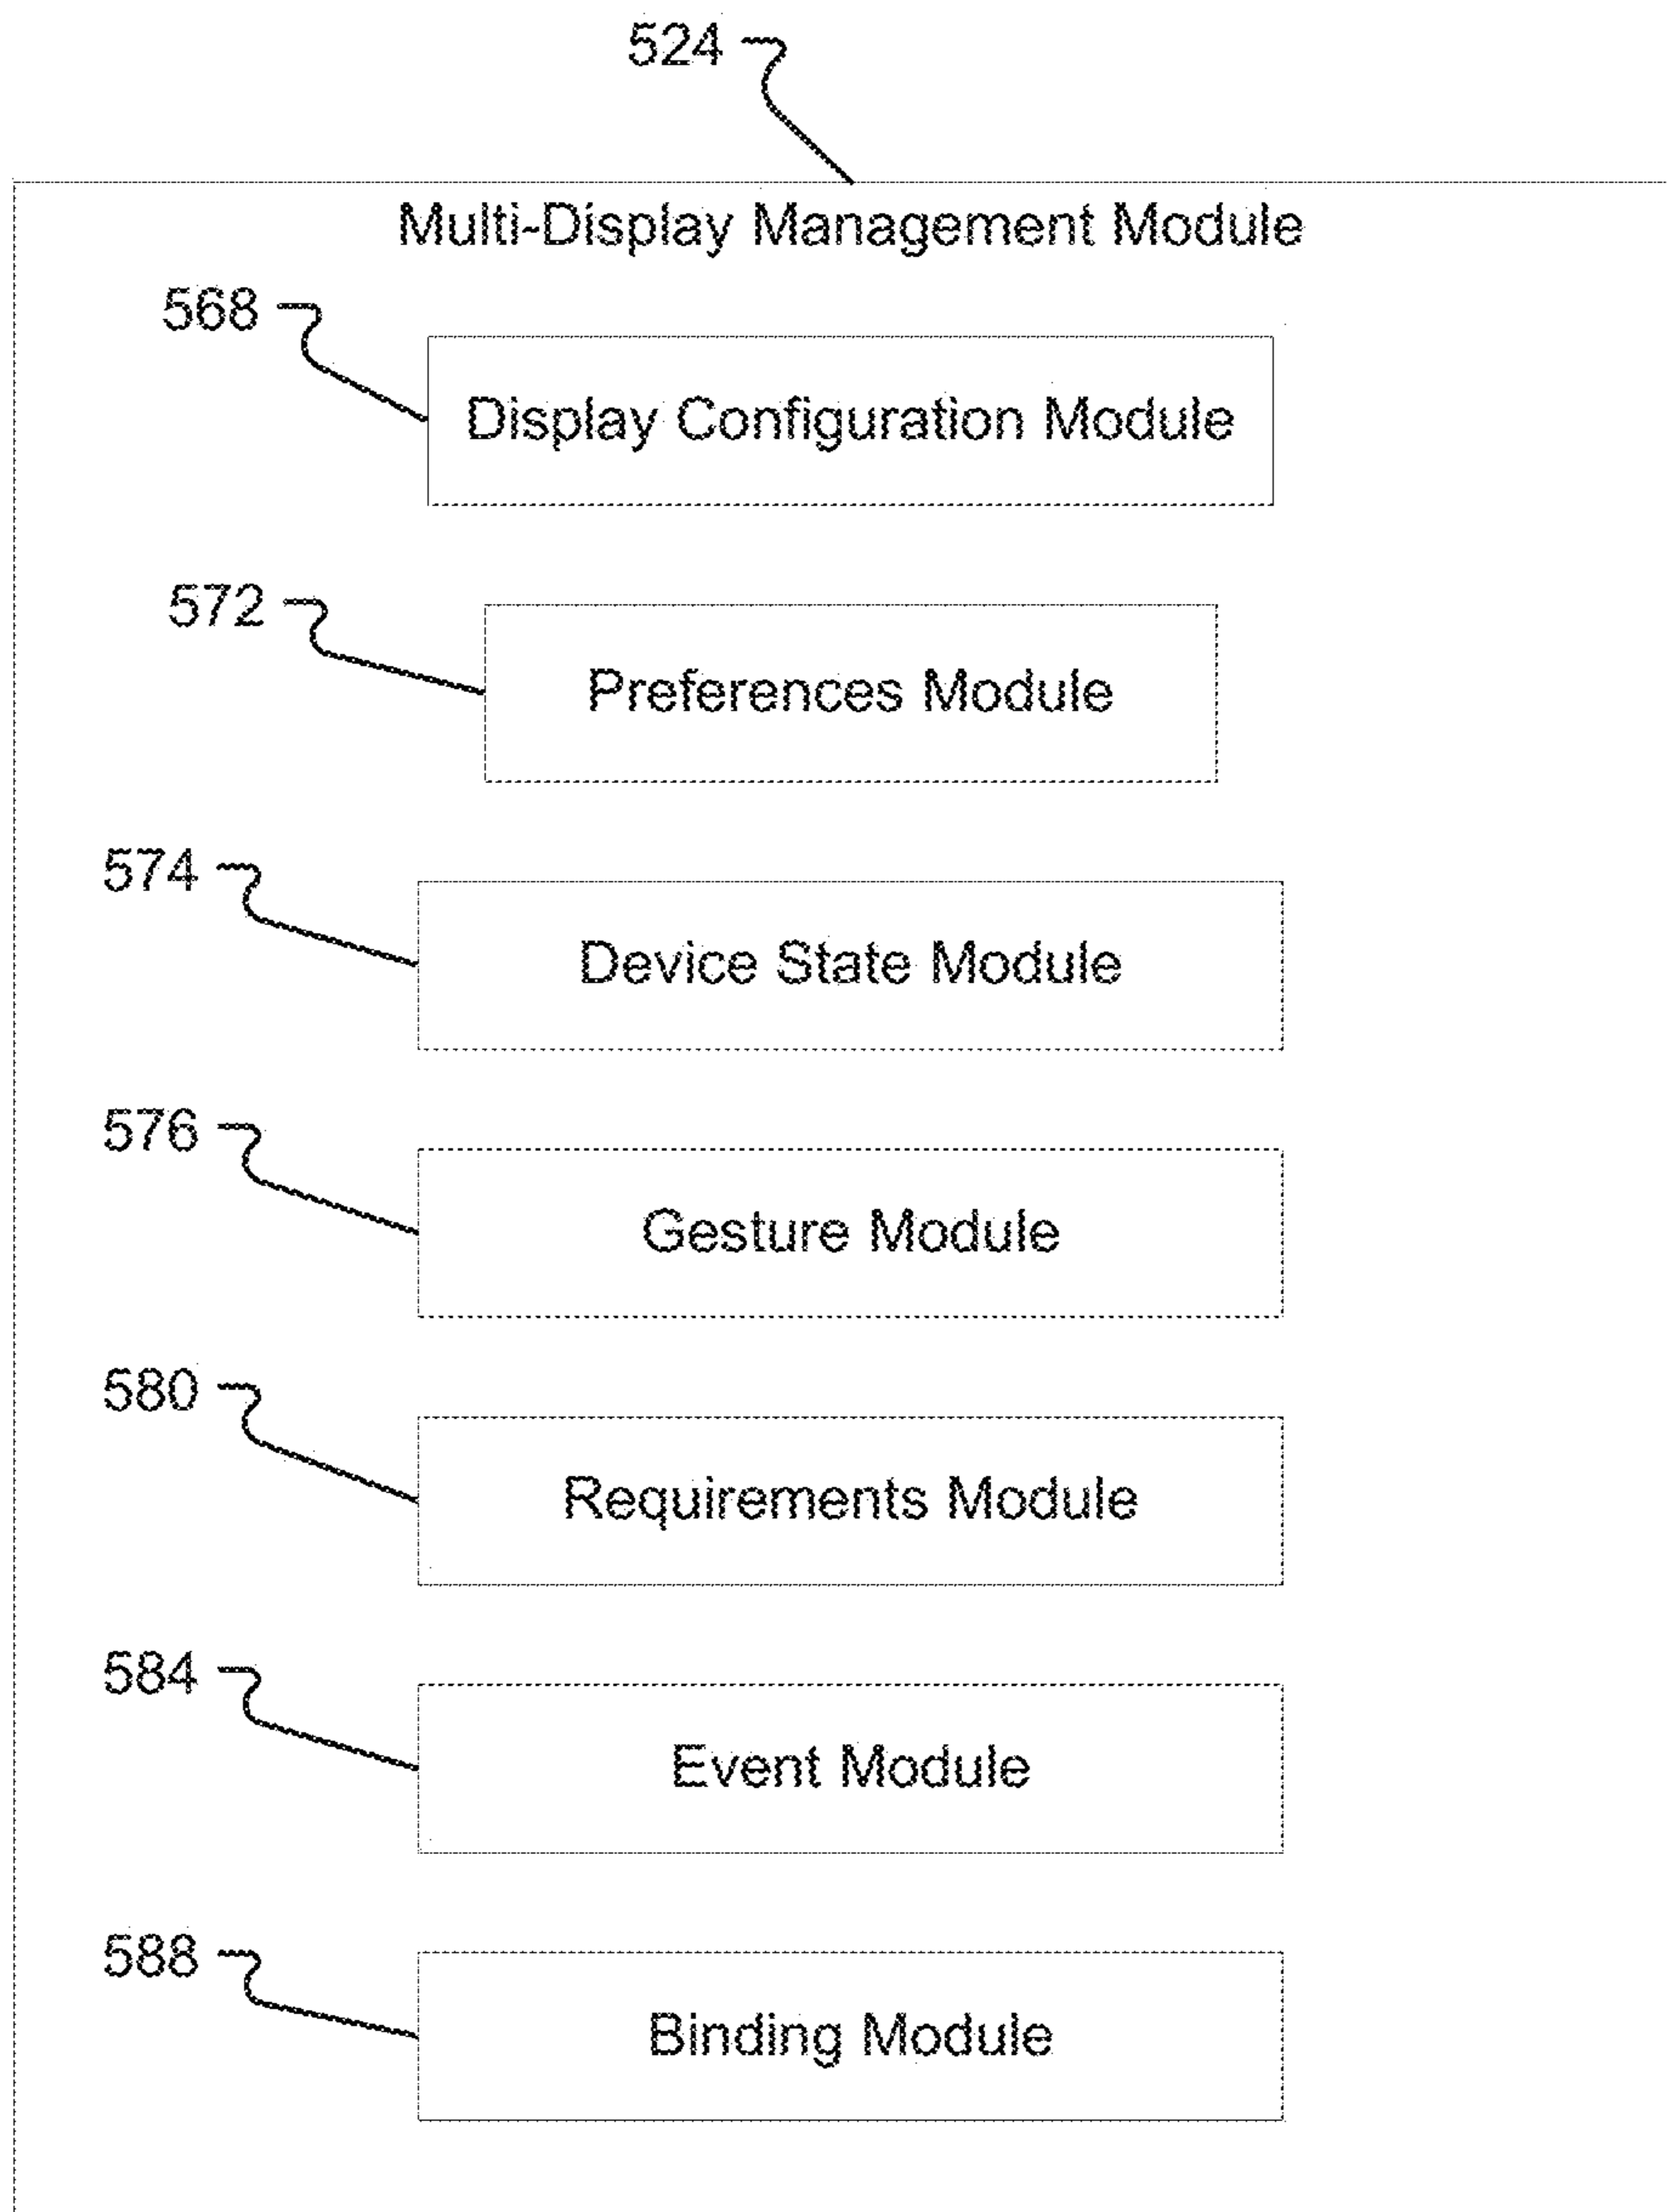 524
Multi-Display Management Module
568
Display Configuration Module
572
Preferences Module
574
Device State Module
576
Gesture Module
580
Requirements Module
584
Event Module
588
Binding Module